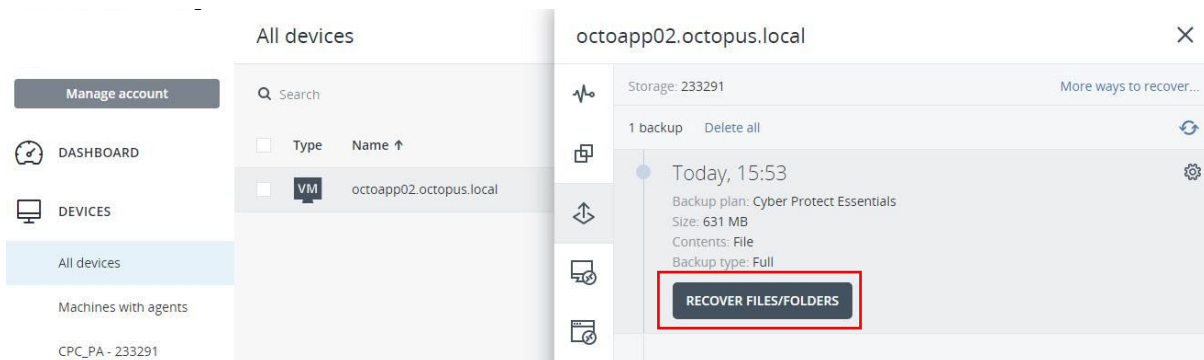 Manage account
DASHBOARD
DEVICES
All devices
Machines with agents
CPC_PA - 233291
All devices
Search
Type Name ↑
VM octoapp02.octopus.local
octoapp02.octopus.local
Storage: 233291 More ways to recover...
1 backup Delete all
Today, 15:53
Backup plan: Cyber Protect Essentials
Size: 631 MB
Contents: File
Backup type: Full
RECOVER FILES/FOLDERS